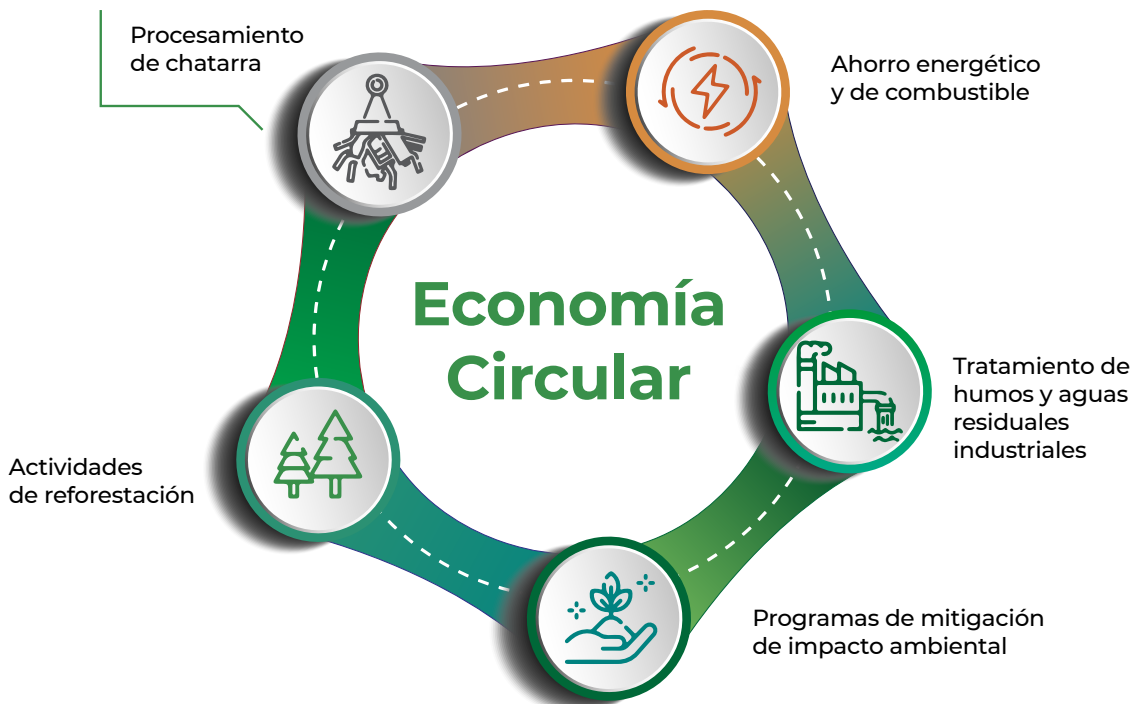 Procesamiento
de chatarra
Ahorro energético
y de combustible
Economía
Circular
Tratamiento de
humos y aguas
residuales
industriales
Actividades
de reforestación
Programas de mitigación
de impacto ambiental